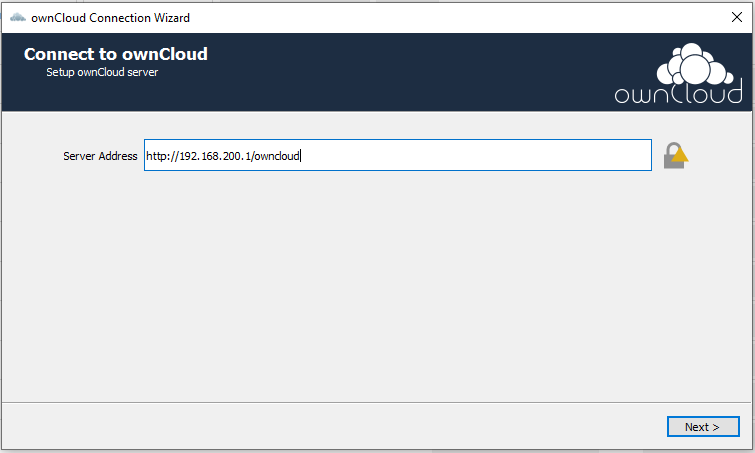 ownCloud Connection Wizard
Connect to ownCloud
Setup ownCloud server
ownCloud
Server Address
http://192.168.200.1/owncloud
Next >